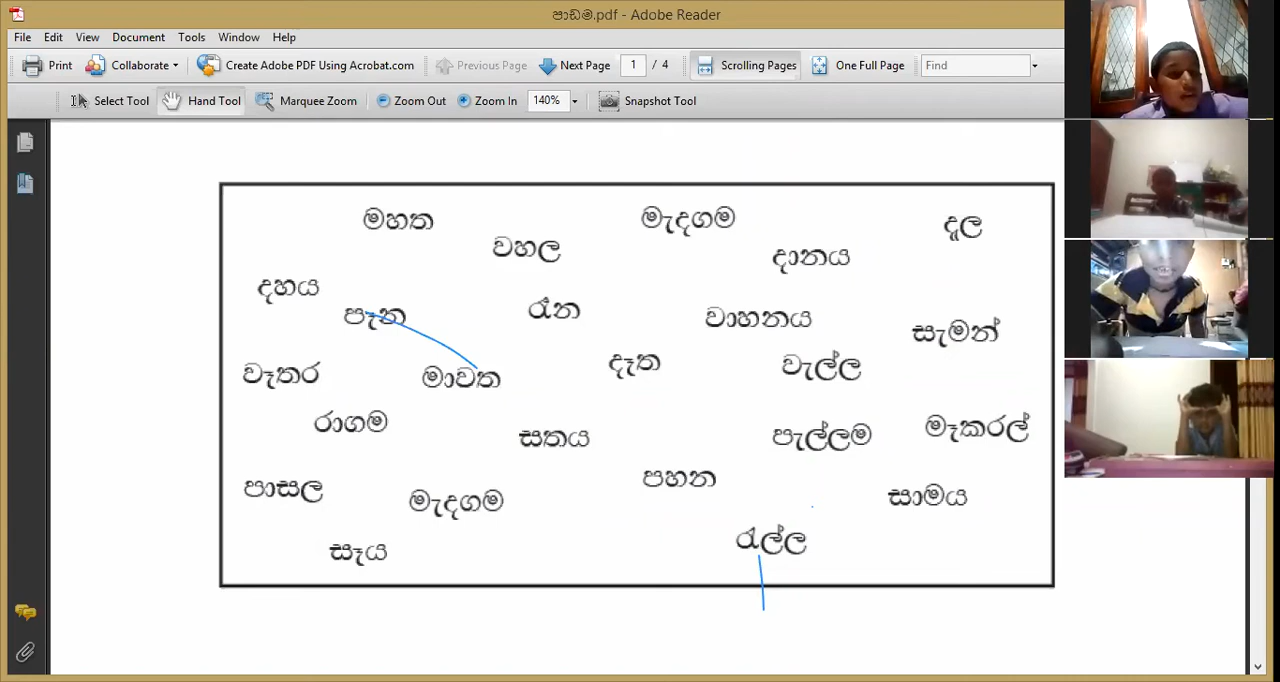 පාඩම.pdf - Adobe Reader
File Edit View Document Tools Window Help
Print Collaborate Create Adobe PDF Using Acrobat.com Previous Page Next Page 1 / 4 Scrolling Pages One Full Page Find
Select Tool Hand Tool Marquee Zoom Zoom Out Zoom In 140% Snapshot Tool
මහත මැදගම දූල
වහල දානය
දහය පෑන රෑන වාහනය සැමන්
වෑතර මාවත දෑත වැල්ල
රාගම සතය පැල්ලම මෑකරල්
පාසල මැදගම පහන සාමය
සෑය රැල්ල